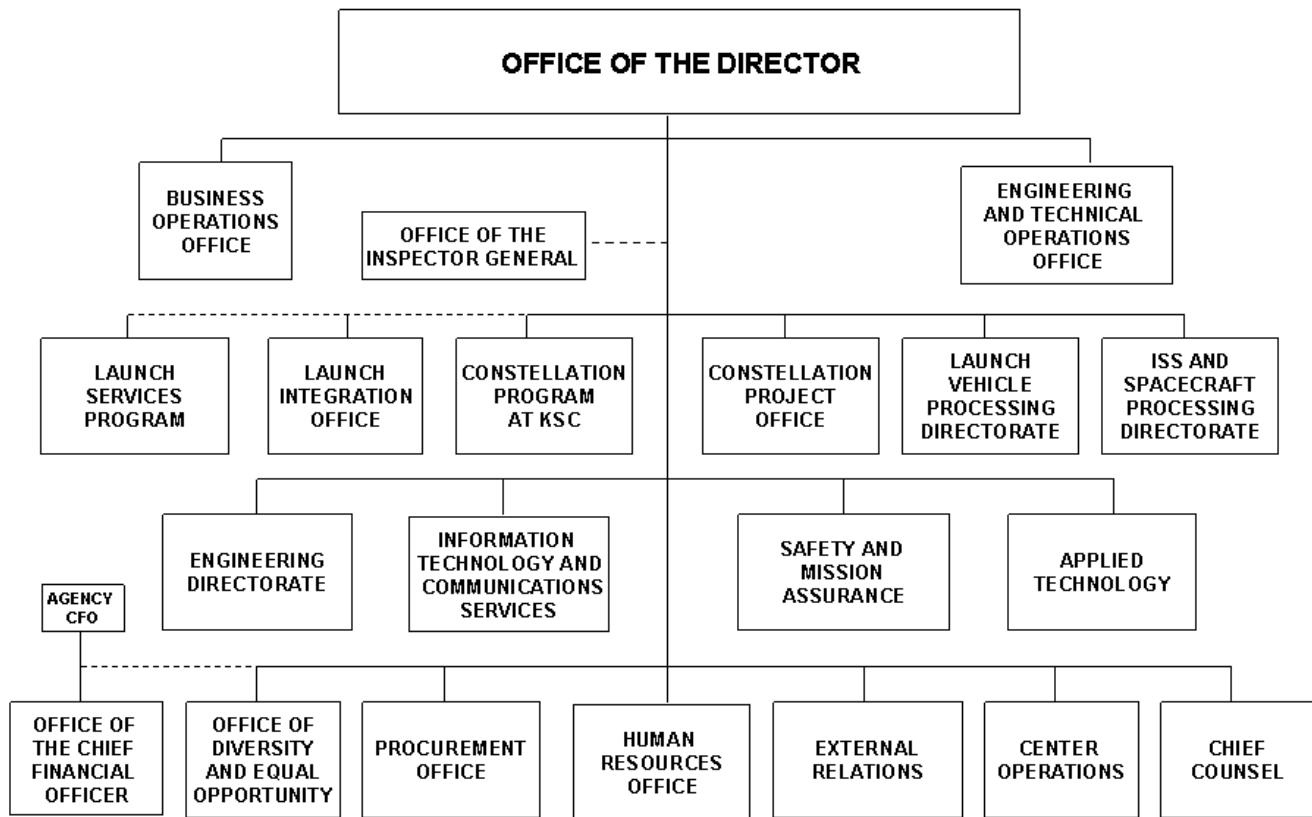 OFFICE OF THE DIRECTOR
BUSINESS
OPERATIONS
OFFICE
ENGINEERING
AND TECHNICAL
OPERATIONS
OFFICE
OFFICE OF THE
INSPECTOR GENERAL
LAUNCH
SERVICES
PROGRAM
LAUNCH
INTEGRATION
OFFICE
CONSTELLATION
PROGRAM
AT KSC
CONSTELLATION
PROJECT
OFFICE
LAUNCH
VEHICLE
PROCESSING
DIRECTORATE
ISS AND
SPACECRAFT
PROCESSING
DIRECTORATE
ENGINEERING
DIRECTORATE
INFORMATION
TECHNOLOGY AND
COMMUNICATIONS
SERVICES
SAFETY AND
MISSION
ASSURANCE
APPLIED
TECHNOLOGY
AGENCY
CFO
OFFICE OF
THE CHIEF
FINANCIAL
OFFICER
OFFICE OF
DIVERSITY
AND EQUAL
OPPORTUNITY
PROCUREMENT
OFFICE
HUMAN
RESOURCES
OFFICE
EXTERNAL
RELATIONS
CENTER
OPERATIONS
CHIEF
COUNSEL